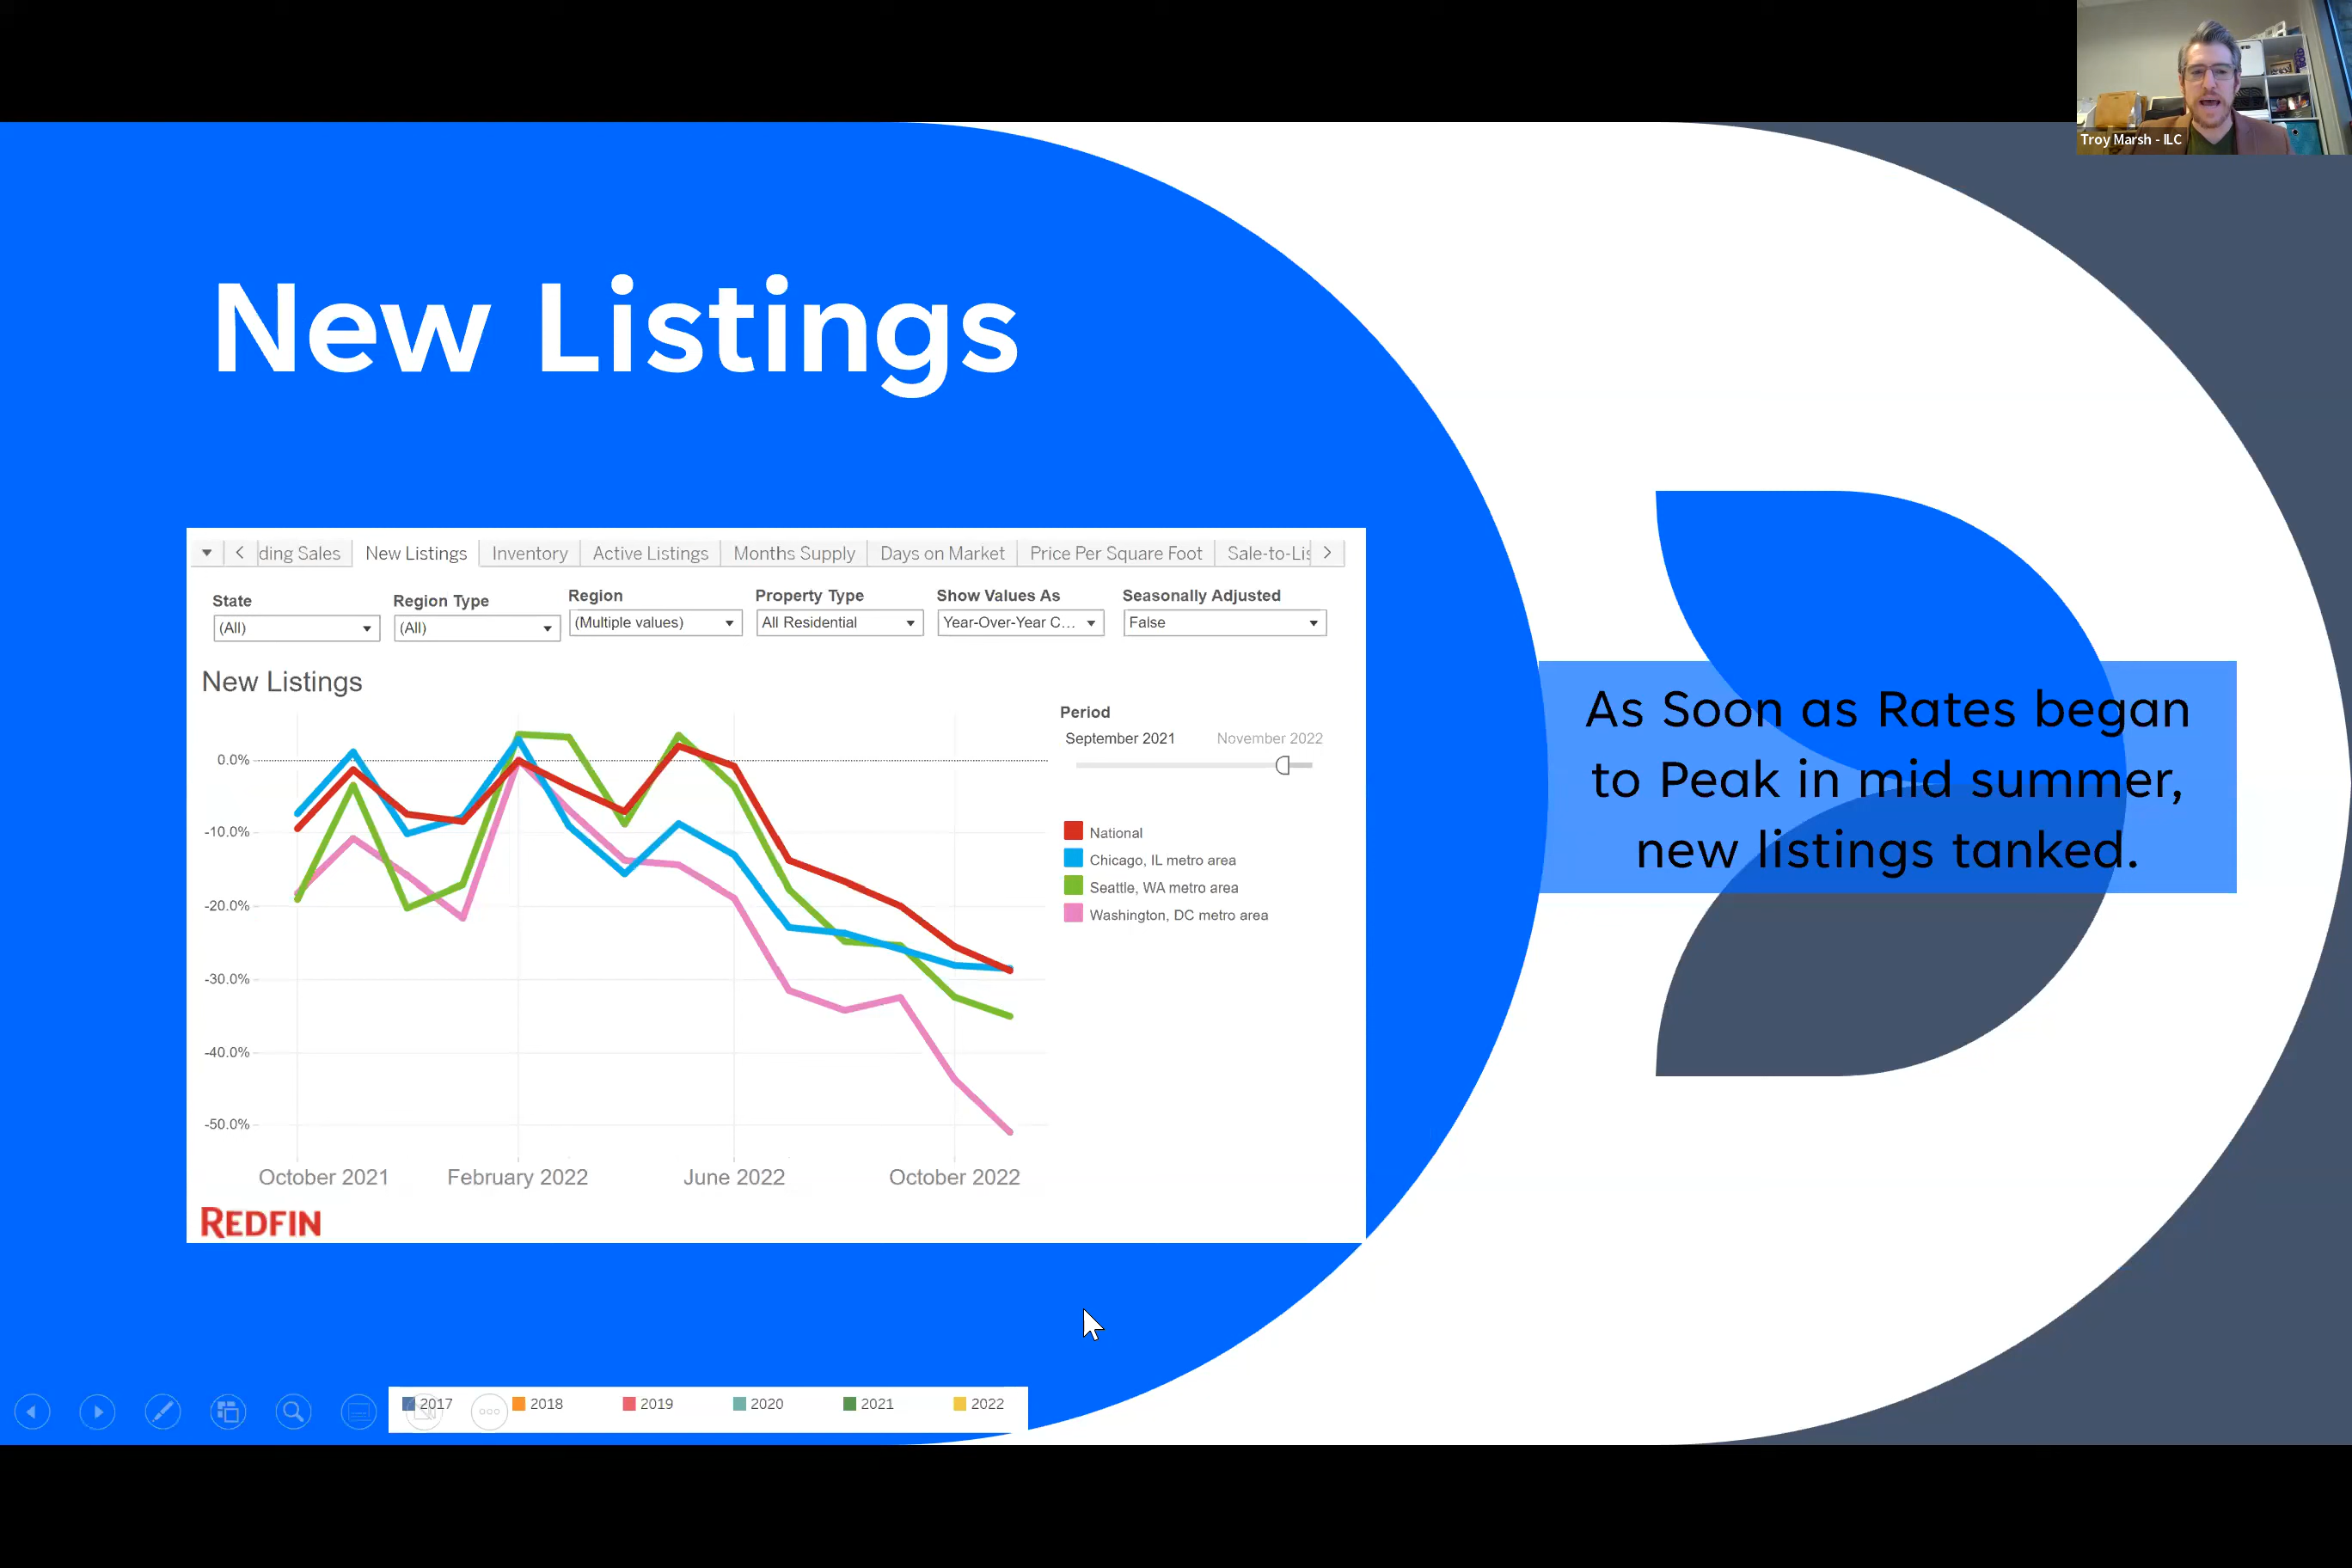 Troy Marsh - ILC
New Listings
ding Sales New Listings Inventory Active Listings Months Supply Days on Market Price Per Square Foot Sale-to-Lis
State Region Type Region Property Type Show Values As Seasonally Adjusted
(All) (All) (Multiple values) All Residential Year-Over-Year C... False
New Listings
Period
September 2021 November 2022
0.0%
-10.0%
-20.0%
-30.0%
-40.0%
-50.0%
October 2021 February 2022 June 2022 October 2022
National
Chicago, IL metro area
Seattle, WA metro area
Washington, DC metro area
REDFIN
As Soon as Rates began
to Peak in mid summer,
new listings tanked.
2017 2018 2019 2020 2021 2022